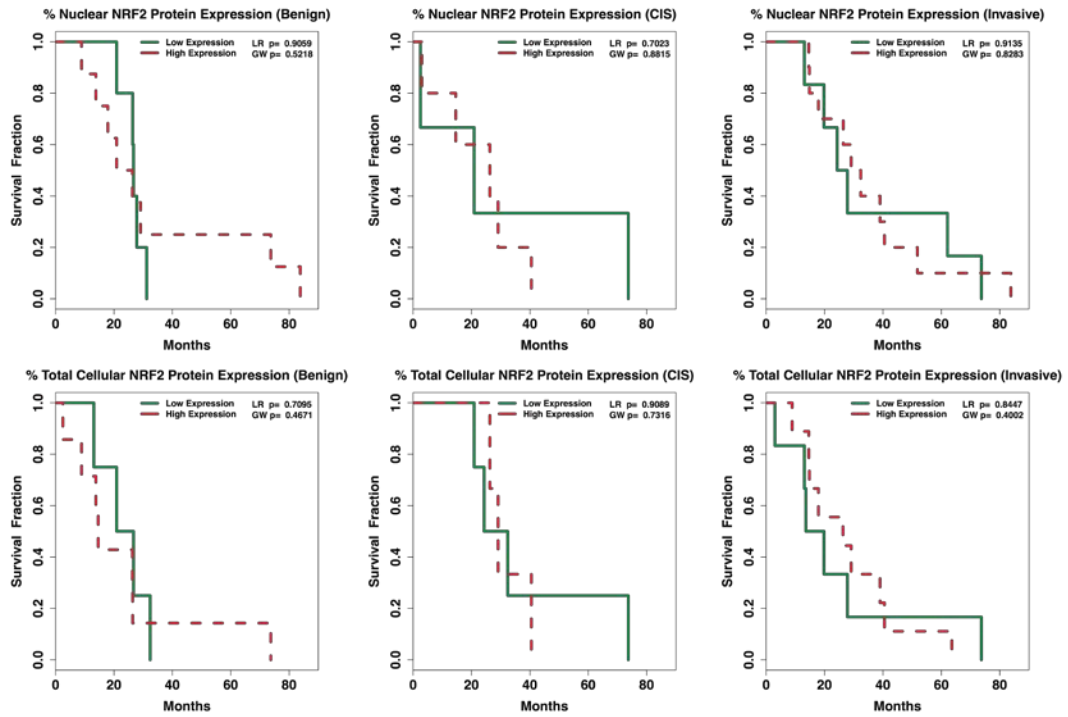 % Nuclear NRF2 Protein Expression (Benign)
Low Expression LR p= 0.9059
High Expression GW p= 0.5218
Survival Fraction
1.0
0.8
0.6
0.4
0.2
0.0
0 20 40 60 80
Months
% Nuclear NRF2 Protein Expression (CIS)
Low Expression LR p= 0.7023
High Expression GW p= 0.8815
Survival Fraction
1.0
0.8
0.6
0.4
0.2
0.0
0 20 40 60 80
Months
% Nuclear NRF2 Protein Expression (Invasive)
Low Expression LR p= 0.9135
High Expression GW p= 0.8283
Survival Fraction
1.0
0.8
0.6
0.4
0.2
0.0
0 20 40 60 80
Months
% Total Cellular NRF2 Protein Expression (Benign)
Low Expression LR p= 0.7095
High Expression GW p= 0.4671
Survival Fraction
1.0
0.8
0.6
0.4
0.2
0.0
0 20 40 60 80
Months
% Total Cellular NRF2 Protein Expression (CIS)
Low Expression LR p= 0.9089
High Expression GW p= 0.7316
Survival Fraction
1.0
0.8
0.6
0.4
0.2
0.0
0 20 40 60 80
Months
% Total Cellular NRF2 Protein Expression (Invasive)
Low Expression LR p= 0.8447
High Expression GW p= 0.4002
Survival Fraction
1.0
0.8
0.6
0.4
0.2
0.0
0 20 40 60 80
Months